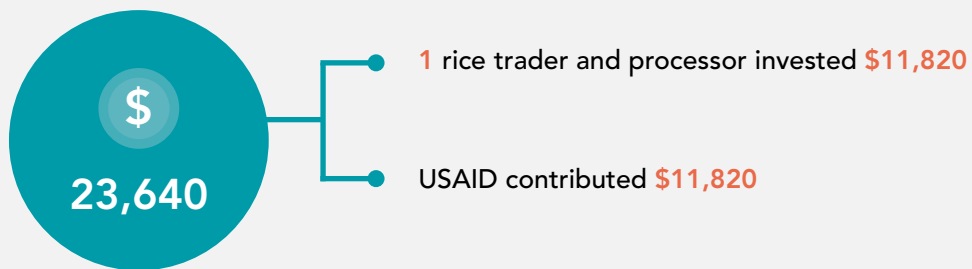 $
23,640
1 rice trader and processor invested $11,820
USAID contributed $11,820